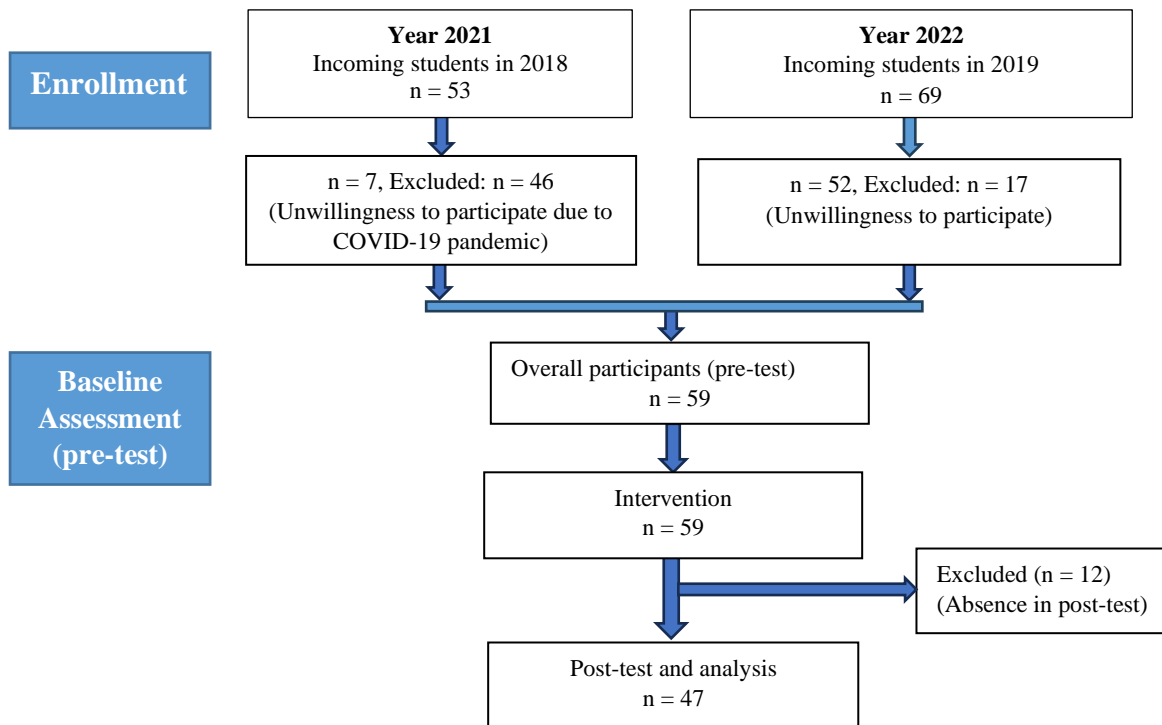 Enrollment
Year 2021
Incoming students in 2018
n = 53
Year 2022
Incoming students in 2019
n = 69
n = 7, Excluded: n = 46
(Unwillingness to participate due to
COVID-19 pandemic)
n = 52, Excluded: n = 17
(Unwillingness to participate)
Baseline
Assessment
(pre-test)
Overall participants (pre-test)
n = 59
Intervention
n = 59
Excluded (n = 12)
(Absence in post-test)
Post-test and analysis
n = 47